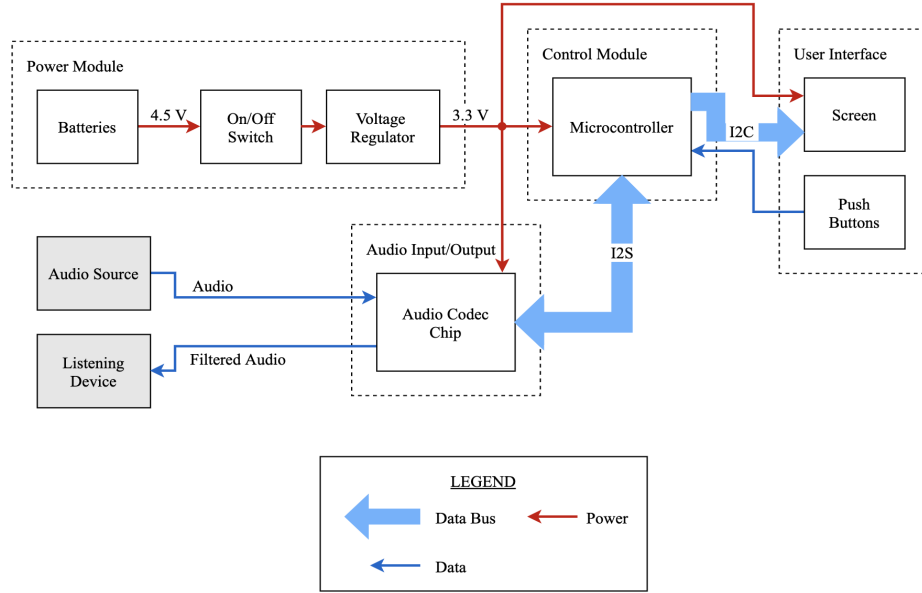 Power Module
Batteries
4.5 V
On/Off
Switch
Voltage
Regulator
3.3 V
Control Module
Microcontroller
I2C
User Interface
Screen
Push
Buttons
I2S
Audio Source
Audio
Audio Input/Output
Audio Codec
Chip
Listening
Device
Filtered Audio
LEGEND
Data Bus
Power
Data